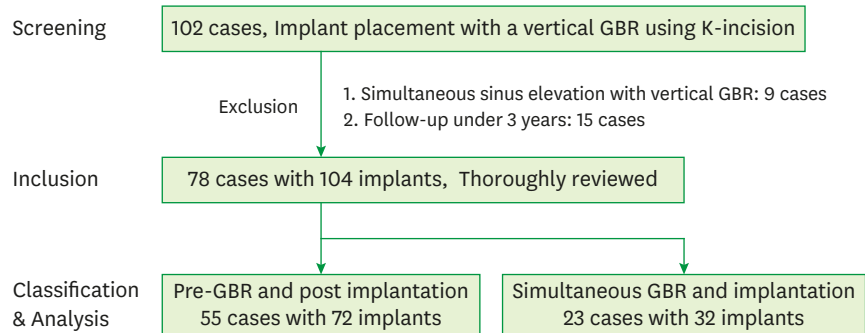 Screening
102 cases, Implant placement with a vertical GBR using K-incision
Exclusion
1. Simultaneous sinus elevation with vertical GBR: 9 cases
2. Follow-up under 3 years: 15 cases
Inclusion
78 cases with 104 implants, Thoroughly reviewed
Classification
& Analysis
Pre-GBR and post implantation
55 cases with 72 implants
Simultaneous GBR and implantation
23 cases with 32 implants